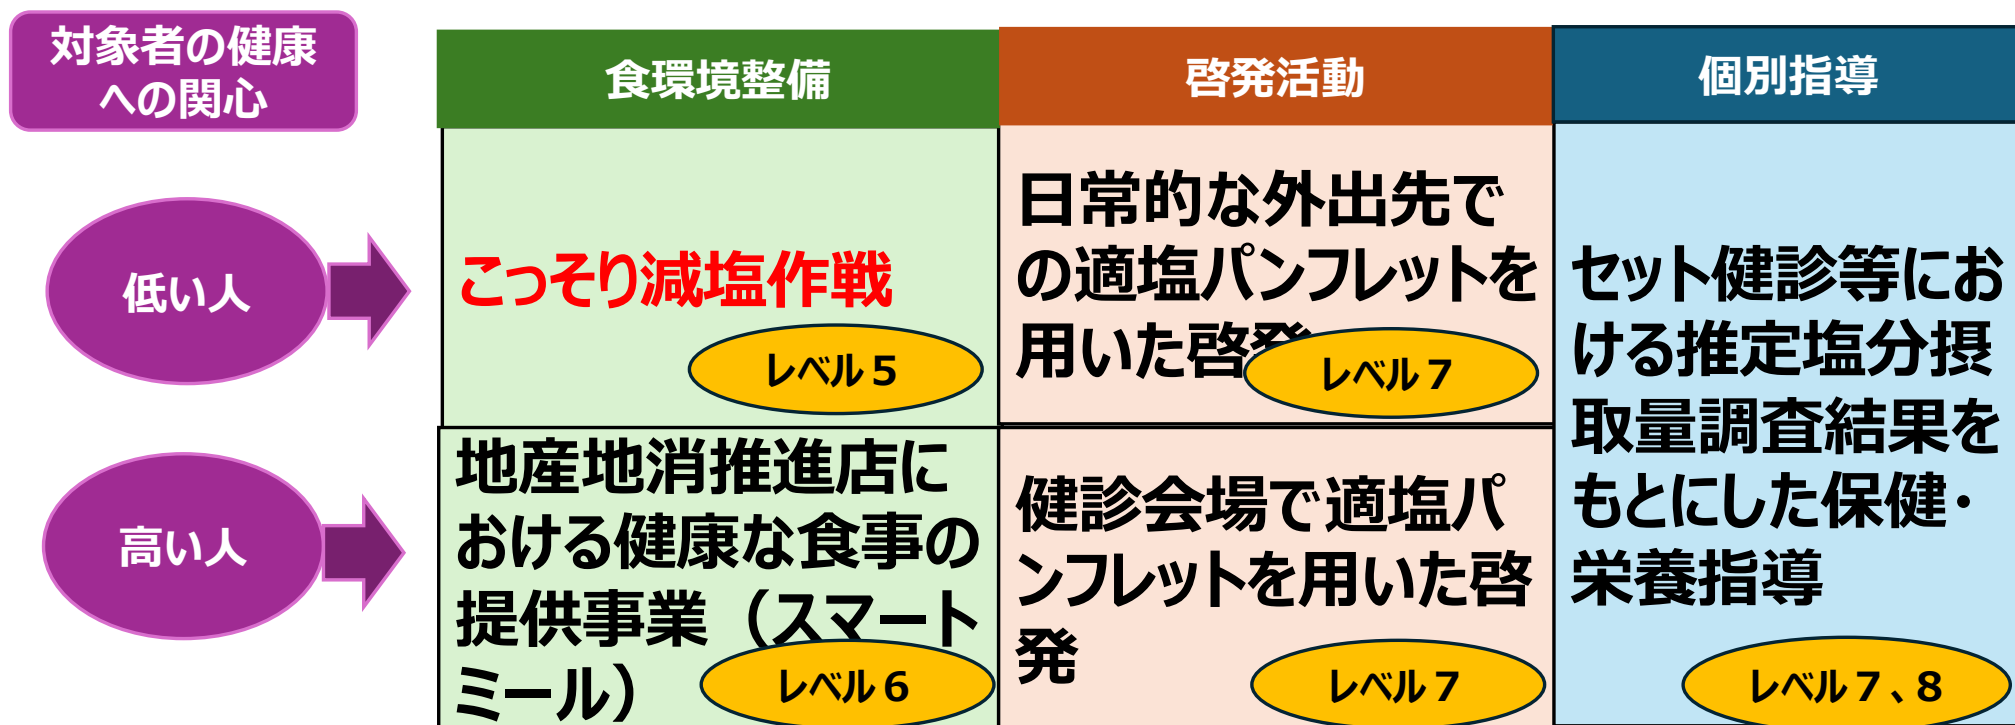 対象者の健康
への関心
食環境整備
啓発活動
個別指導
低い人
こっそり減塩作戦
レベル５
日常的な外出先で
の適塩パンフレットを
用いた啓発
レベル７
セット健診等にお
ける推定塩分摂
取量調査結果を
もとにした保健・
栄養指導
レベル７、８
高い人
地産地消推進店に
おける健康な食事の
提供事業（スマート
ミール）
レベル６
健診会場で適塩パ
ンフレットを用いた啓
発
レベル７